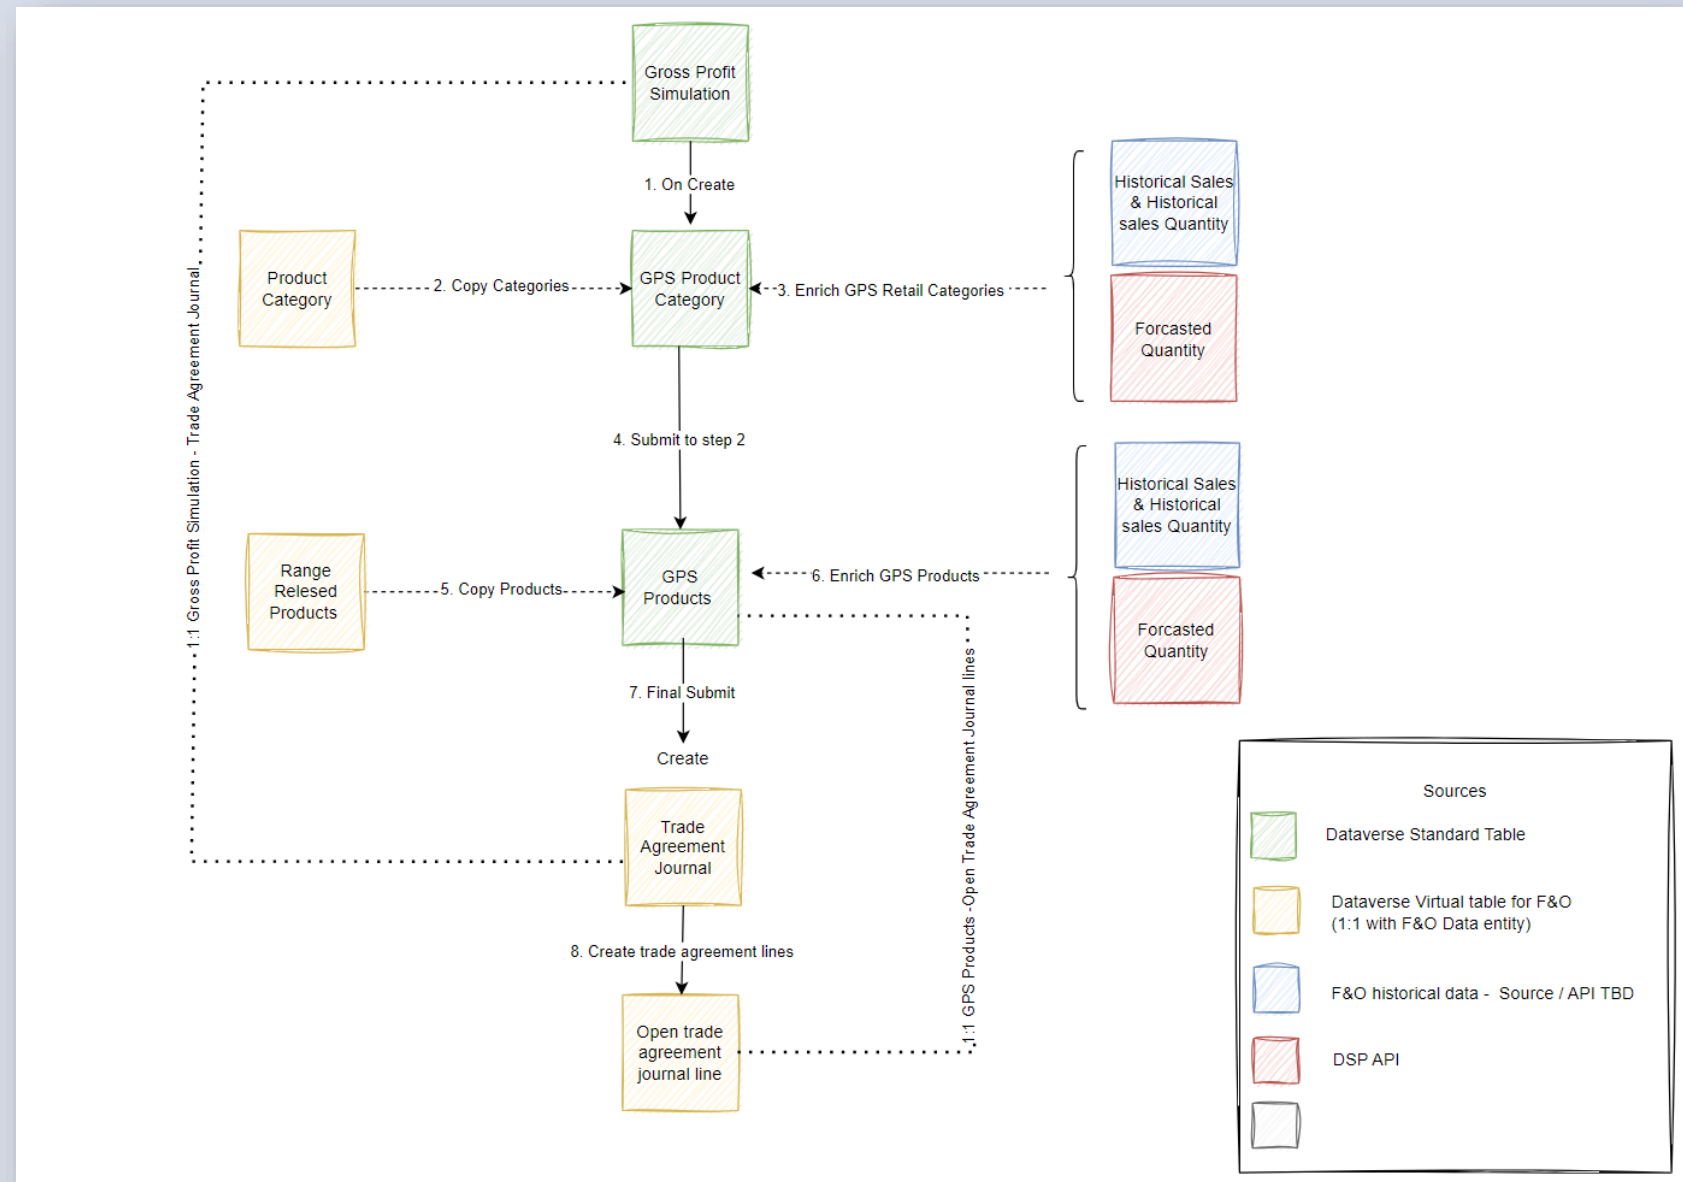 Gross Profit
Simulation
1. On Create
Historical Sales
& Historical
sales Quantity
Product
Category
2. Copy Categories
GPS Product
Category
3. Enrich GPS Retail Categories
Forcasted
Quantity
1:1 Gross Profit Simulation - Trade Agreement Journal
4. Submit to step 2
Historical Sales
& Historical
sales Quantity
Range
Relesed
Products
5. Copy Products
GPS
Products
6. Enrich GPS Products
Forcasted
Quantity
7. Final Submit
Create
1:1 GPS Products -Open Trade Agreement Journal lines
Trade
Agreement
Journal
8. Create trade agreement lines
Open trade
agreement
journal line
Sources
Dataverse Standard Table
Dataverse Virtual table for F&O
(1:1 with F&O Data entity)
F&O historical data - Source / API TBD
DSP API